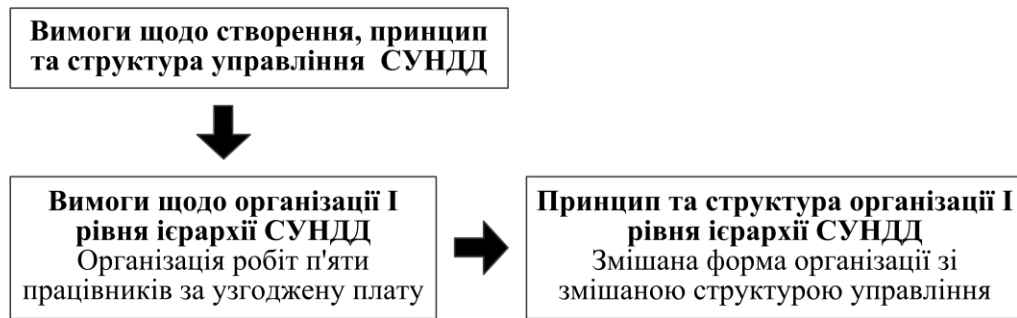 Вимоги щодо створення, принцип
та структура управління СУНДД
Вимоги щодо організації І
рівня ієрархії СУНДД
Організація робіт п'яти
працівників за узгоджену плату
Принцип та структура організації І
рівня ієрархії СУНДД
Змішана форма організації зі
змішаною структурою управління